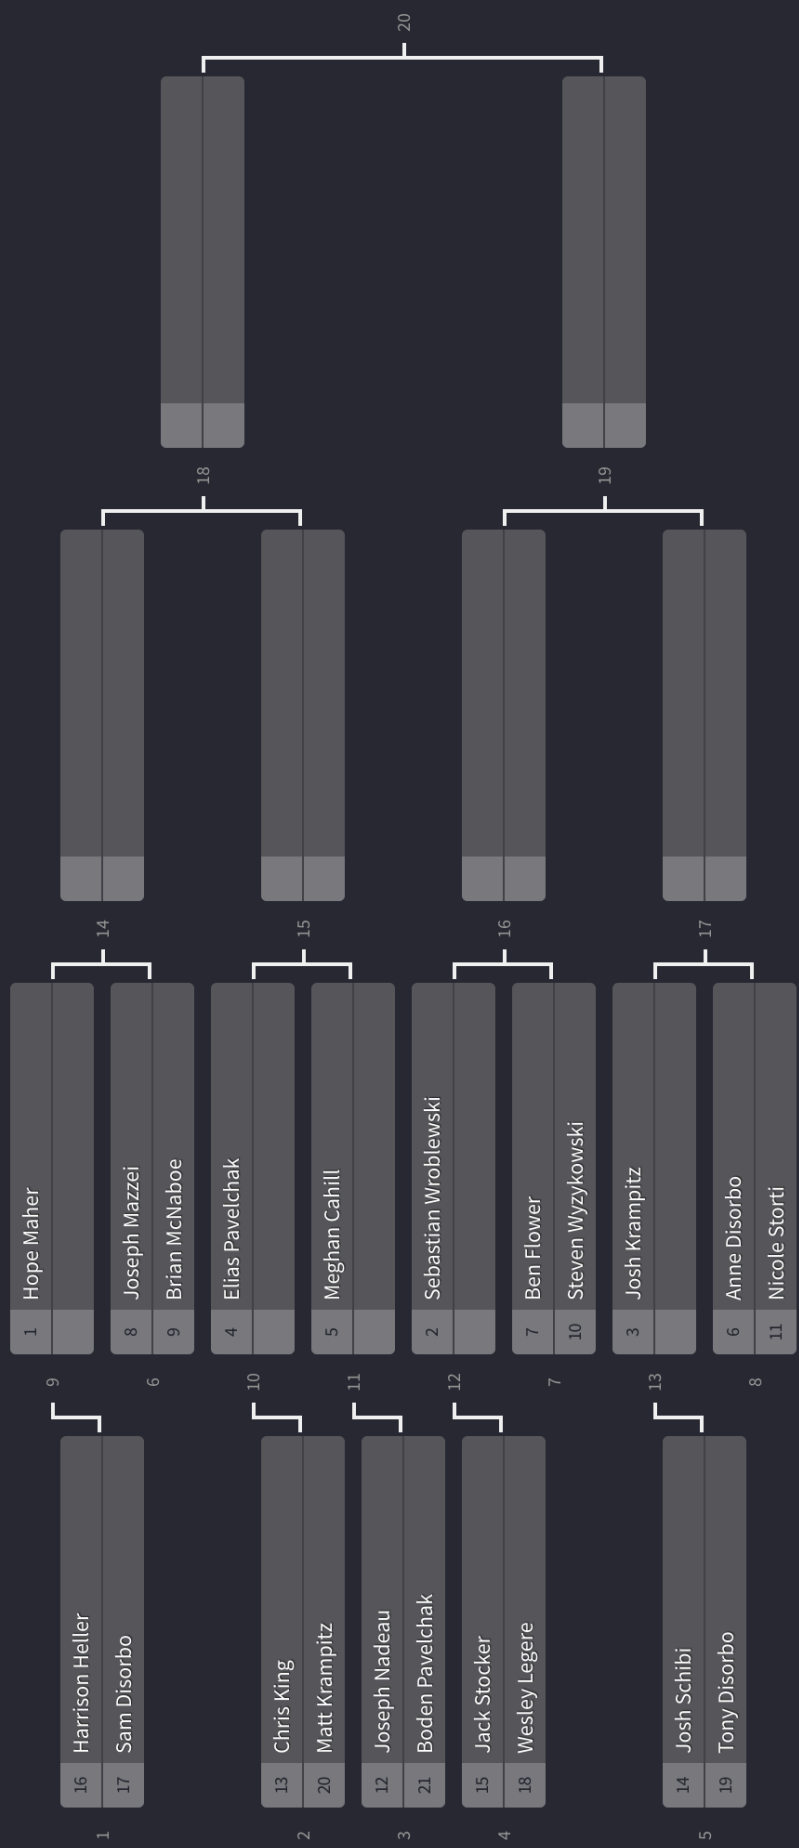 1
16 Harrison Heller
17 Sam Disorbo
2
13 Chris King
20 Matt Krampitz
3
12 Joseph Nadeau
21 Boden Pavelchak
4
15 Jack Stocker
18 Wesley Legere
5
14 Josh Schibi
19 Tony Disorbo
9
1 Hope Maher
6
8 Joseph Mazzei
9 Brian McNaboe
10
4 Elias Pavelchak
11
5 Meghan Cahill
12
2 Sebastian Wroblewski
7
7 Ben Flower
10 Steven Wyzykowski
13
3 Josh Krampitz
8
6 Anne Disorbo
11 Nicole Storti
14
15
16
17
18
19
20